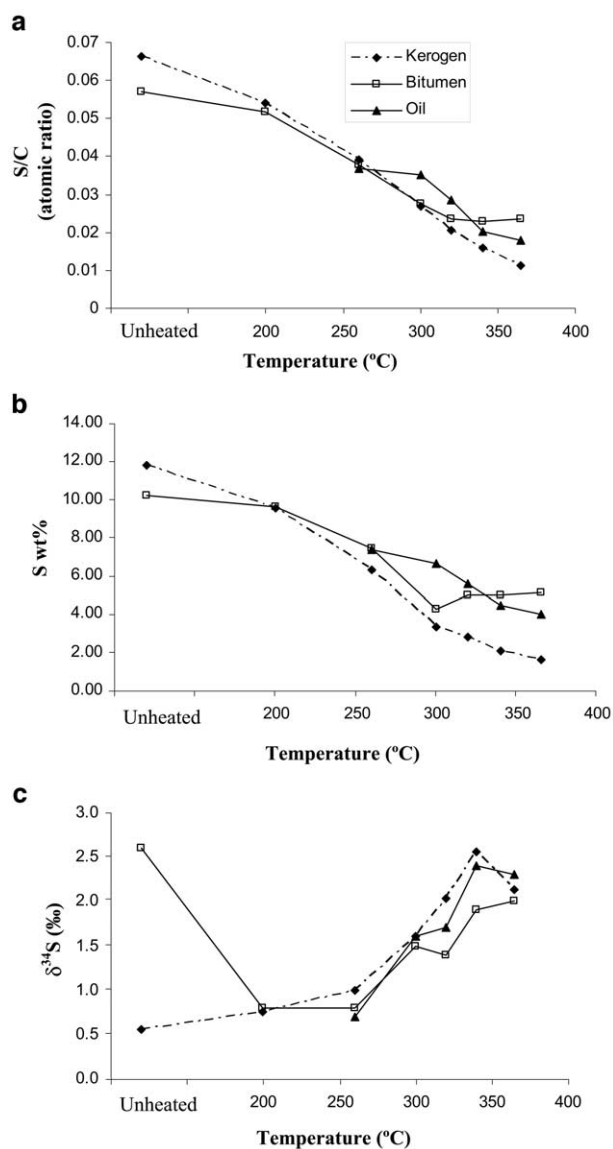 a
Kerogen
Bitumen
Oil
S/C
(atomic ratio)
0.07
0.06
0.05
0.04
0.03
0.02
0.01
0
Unheated 200 250 300 350 400
Temperature (ºC)
b
S wt%
14.00
12.00
10.00
8.00
6.00
4.00
2.00
0.00
Unheated 200 250 300 350 400
Temperature (ºC)
c
δ³⁴S (‰)
3.0
2.5
2.0
1.5
1.0
0.5
0.0
Unheated 200 250 300 350 400
Temperature (ºC)